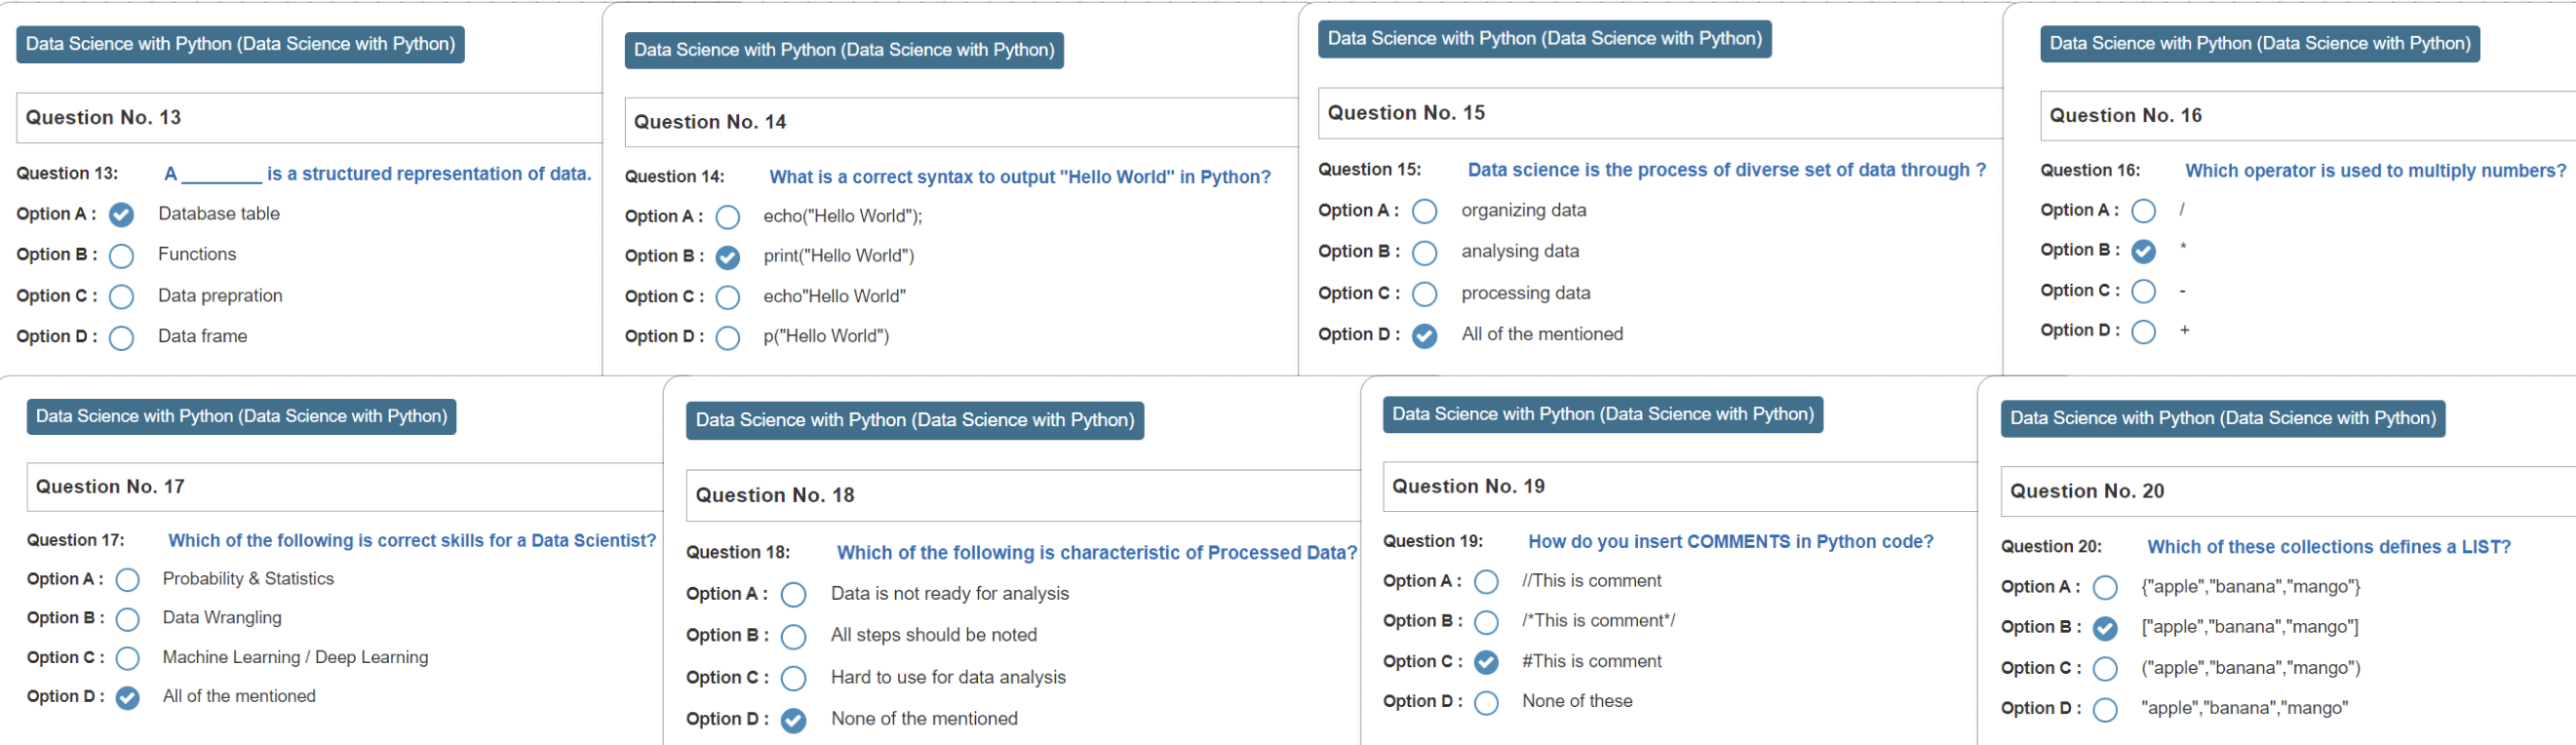 Data Science with Python (Data Science with Python)
Question No. 13
Question 13: A ________ is a structured representation of data.
Option A : Database table
Option B : Functions
Option C : Data prepration
Option D : Data frame
Data Science with Python (Data Science with Python)
Question No. 14
Question 14: What is a correct syntax to output "Hello World" in Python?
Option A : echo("Hello World");
Option B : print("Hello World")
Option C : echo"Hello World"
Option D : p("Hello World")
Data Science with Python (Data Science with Python)
Question No. 15
Question 15: Data science is the process of diverse set of data through ?
Option A : organizing data
Option B : analysing data
Option C : processing data
Option D : All of the mentioned
Data Science with Python (Data Science with Python)
Question No. 16
Question 16: Which operator is used to multiply numbers?
Option A : /
Option B : *
Option C : -
Option D : +
Data Science with Python (Data Science with Python)
Question No. 17
Question 17: Which of the following is correct skills for a Data Scientist?
Option A : Probability & Statistics
Option B : Data Wrangling
Option C : Machine Learning / Deep Learning
Option D : All of the mentioned
Data Science with Python (Data Science with Python)
Question No. 18
Question 18: Which of the following is characteristic of Processed Data?
Option A : Data is not ready for analysis
Option B : All steps should be noted
Option C : Hard to use for data analysis
Option D : None of the mentioned
Data Science with Python (Data Science with Python)
Question No. 19
Question 19: How do you insert COMMENTS in Python code?
Option A : //This is comment
Option B : /*This is comment*/
Option C : #This is comment
Option D : None of these
Data Science with Python (Data Science with Python)
Question No. 20
Question 20: Which of these collections defines a LIST?
Option A : {"apple","banana","mango"}
Option B : ["apple","banana","mango"]
Option C : ("apple","banana","mango")
Option D : "apple","banana","mango"